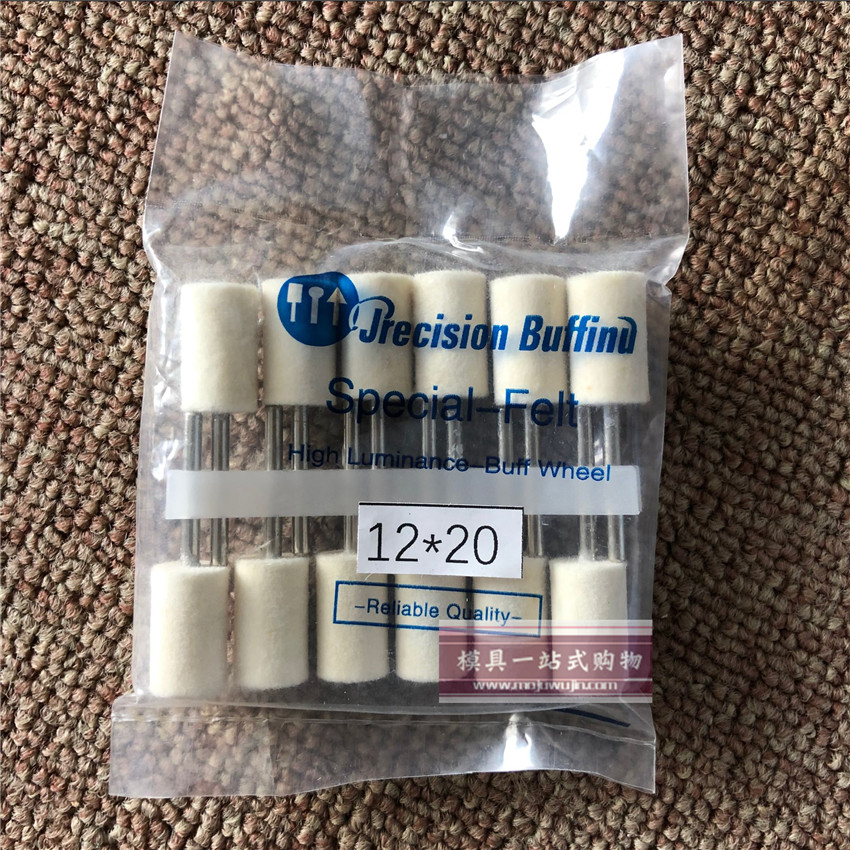 Precision Buffing
Special-Felt
High Luminance-Buff Wheel
12*20
-Reliable Quality-
模具一站式购物
www.mojuwujin.com